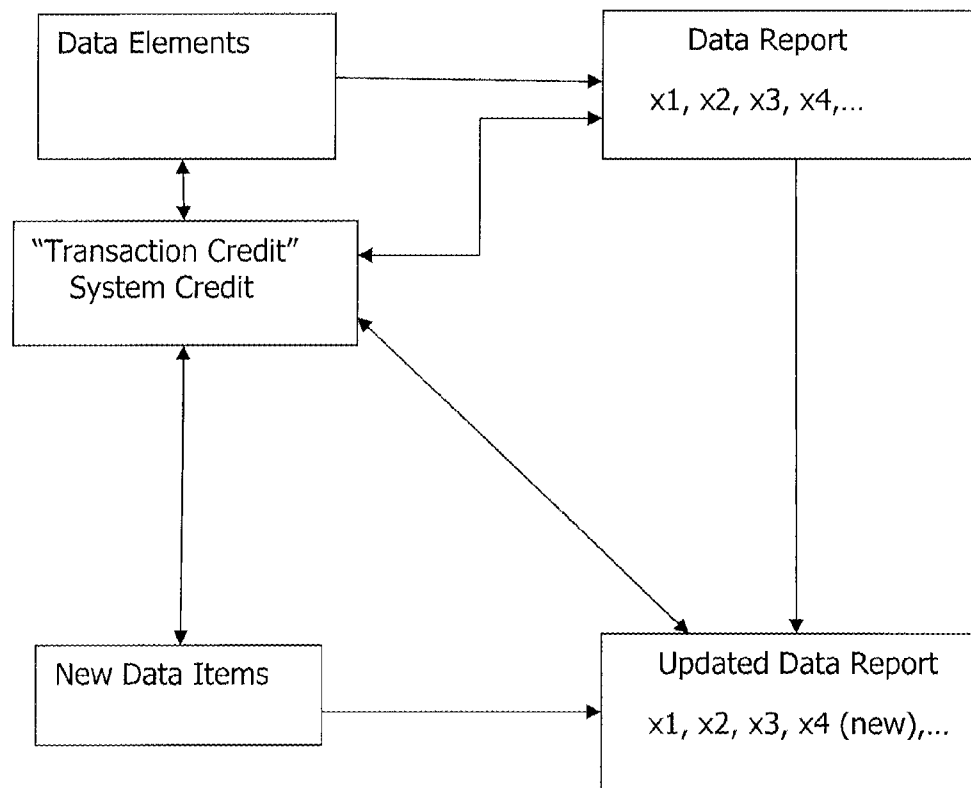 Data Elements
Data Report
x1, x2, x3, x4,...
“Transaction Credit”
System Credit
New Data Items
Updated Data Report
x1, x2, x3, x4 (new),...